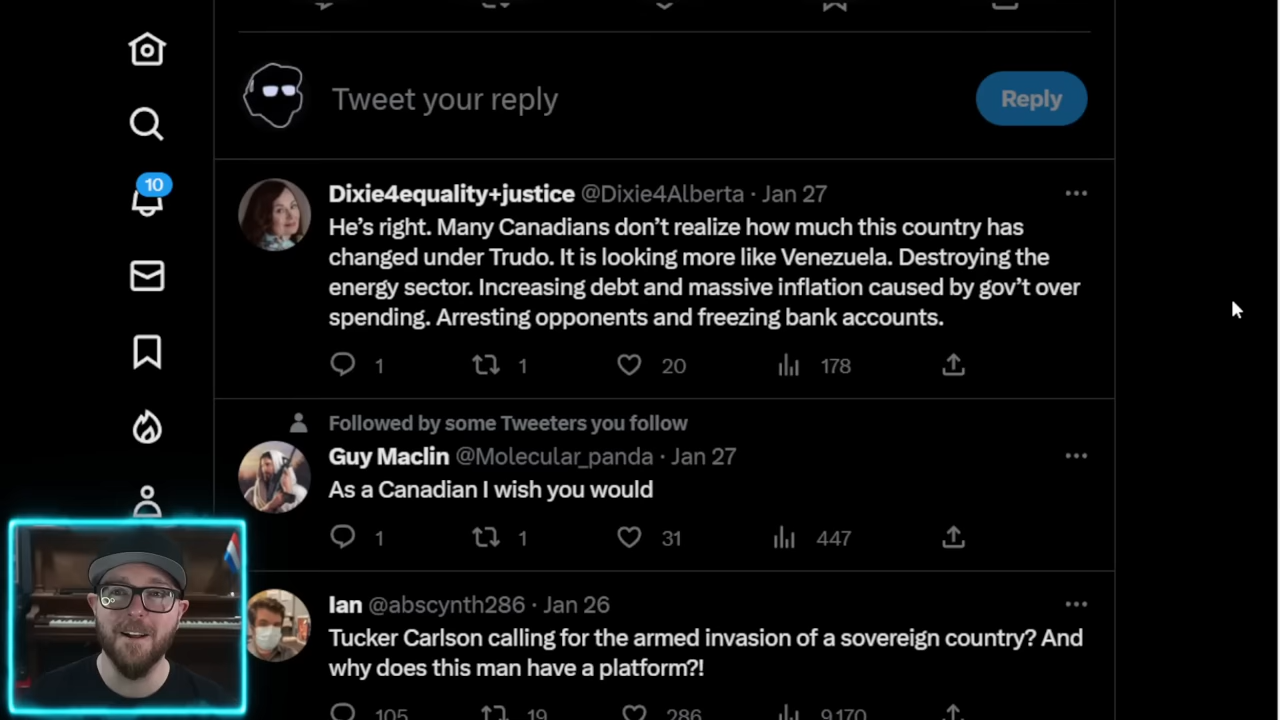 Tweet your reply
Reply
10
Dixie4equality+justice @Dixie4Alberta · Jan 27
He's right. Many Canadians don't realize how much this country has
changed under Trudo. It is looking more like Venezuela. Destroying the
energy sector. Increasing debt and massive inflation caused by gov't over
spending. Arresting opponents and freezing bank accounts.
1 1 20 178
Followed by some Tweeters you follow
Guy Maclin @Molecular_panda · Jan 27
As a Canadian I wish you would
1 1 31 447
Ian @abscynth286 · Jan 26
Tucker Carlson calling for the armed invasion of a sovereign country? And
why does this man have a platform?!
105 19 286 9,170